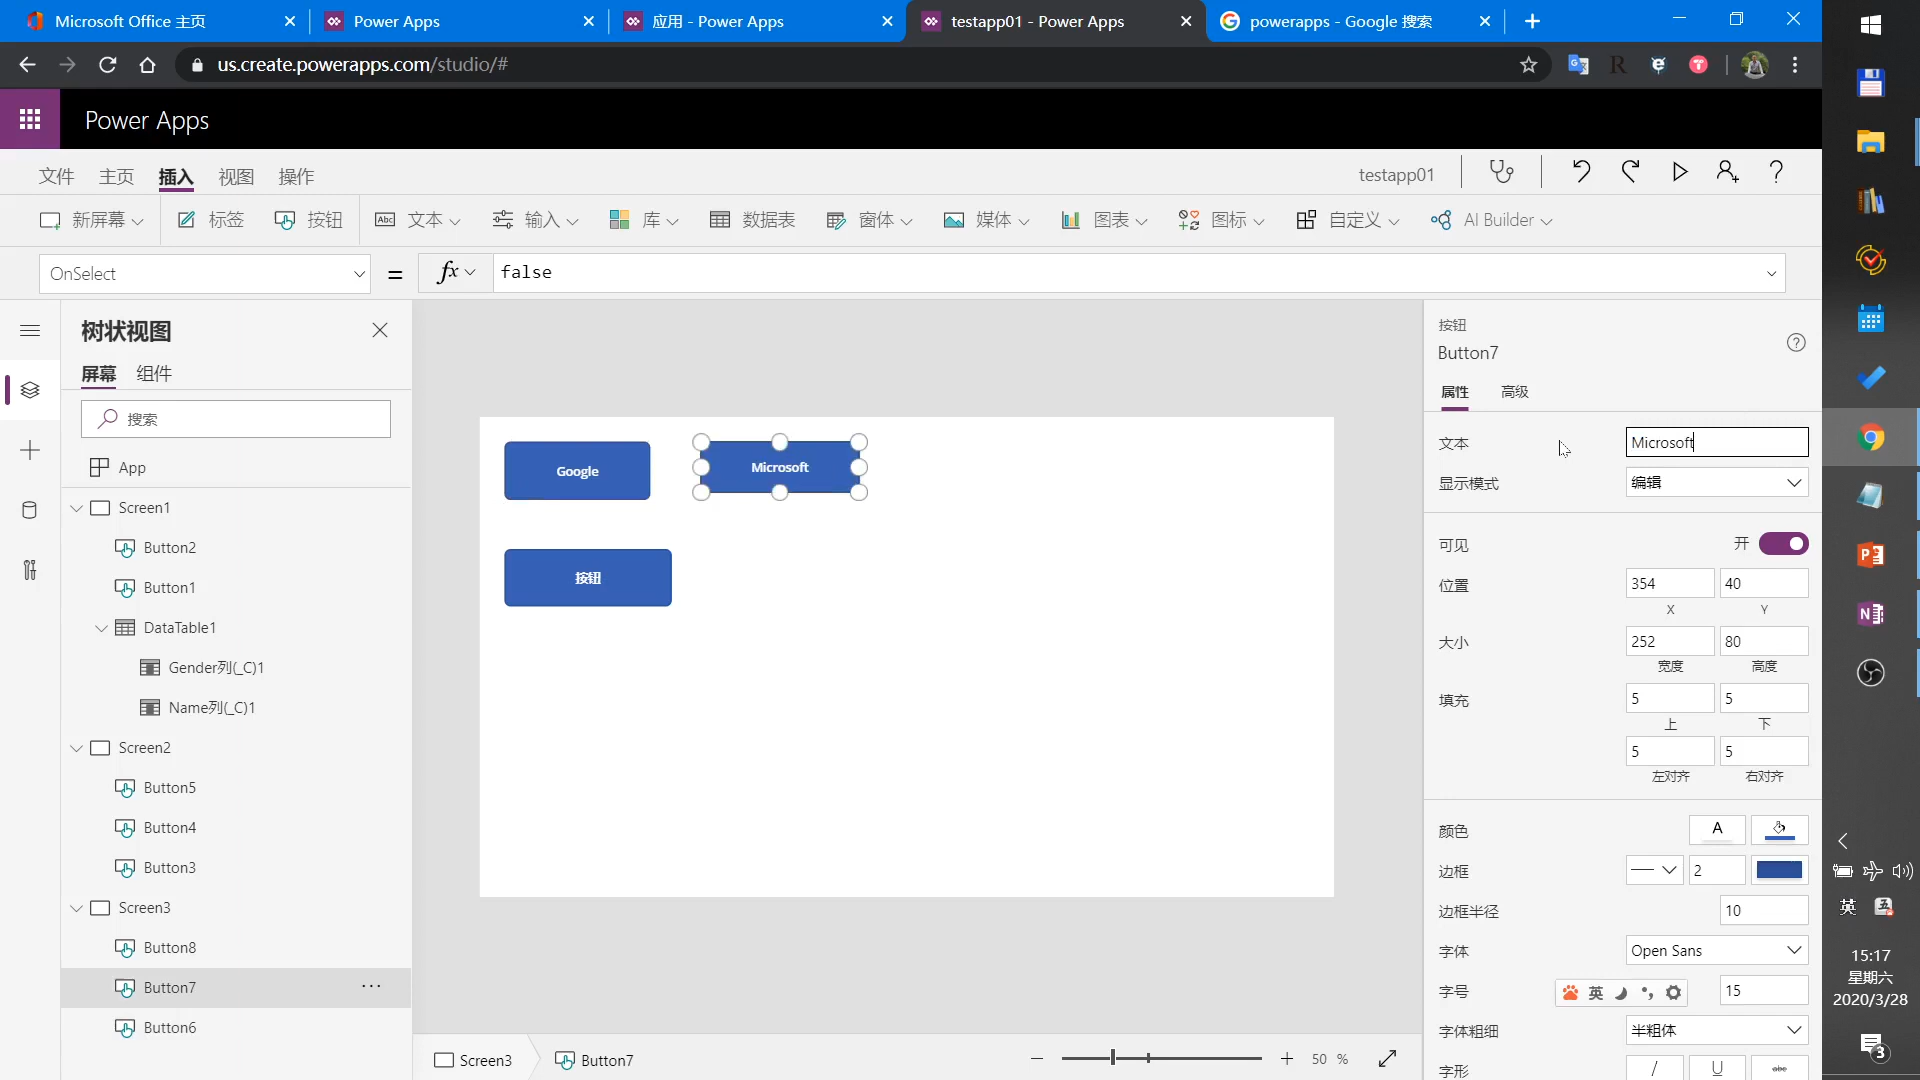 Microsoft Office 主页
Power Apps
应用 - Power Apps
testapp01 - Power Apps
powerapps - Google 搜索
us.create.powerapps.com/studio/#
Power Apps
文件 主页 插入 视图 操作
testapp01
新屏幕 标签 按钮 Abc 文本 输入 库 数据表 窗体 媒体 图表 图标 自定义 AI Builder
OnSelect = fx false
树状视图
屏幕 组件
搜索
App
Screen1
Button2
Button1
DataTable1
Gender列(_C)1
Name列(_C)1
Screen2
Button5
Button4
Button3
Screen3
Button8
Button7 ...
Button6
Google
Microsoft
按钮
Screen3 Button7
50 %
按钮
Button7
属性 高级
文本 Microsoft
显示模式 编辑
可见 开
位置 354 40
X Y
大小 252 80
宽度 高度
填充 5 5
上 下
5 5
左对齐 右对齐
颜色 A
边框 2
边框半径 10
字体 Open Sans
字号 英 15
字体粗细 半粗体
字形 / U abc
英 五
15:17
星期六
2020/3/28
3